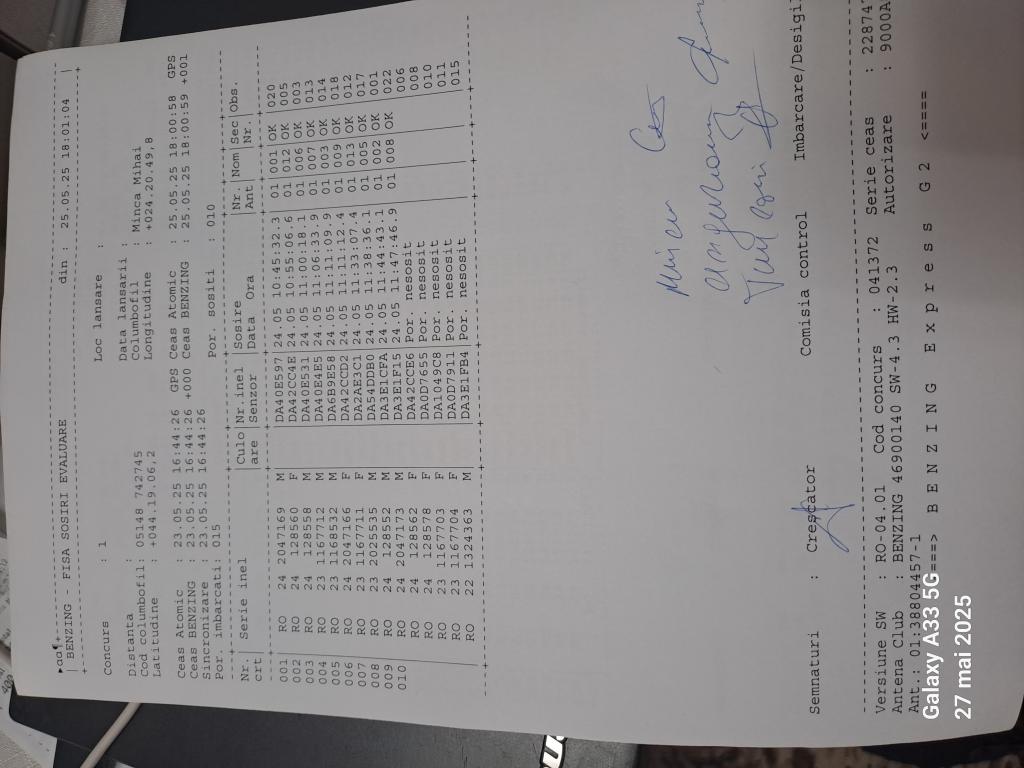 BENZING - FISA SOSIRI EVALUARE din : 25.05.25 18:01:04
Concurs : 1 Loc lansare :
Distanta : Data lansarii :
Cod columbofil: 05148 742745 Columbofil : Minca Mihai
Latitudine : +044.19.06,2 Longitudine : +024.20.49,8
Ceas Atomic : 23.05.25 16:44:26 GPS Ceas Atomic : 25.05.25 18:00:58 GPS
Ceas BENZING : 23.05.25 16:44:26 +000 Ceas BENZING : 25.05.25 18:00:59 +001
Sincronizare : 23.05.25 16:44:26
Por. imbarcati: 015 Por. sositi : 010
Nr. | Serie inel | Culo | Nr.inel | Sosire | Nr. | Nom | Sec | Obs.
crt | are | Senzor | Data Ora | Ant | Nr.
001 | RO 24 2047169 M | DA40E597 | 24.05 10:45:32.3 | 01 | 001 | OK | 020
002 | RO 24 128560 F | DA42CC4E | 24.05 10:55:06.6 | 01 | 012 | OK | 005
003 | RO 24 128558 M | DA40E531 | 24.05 11:00:18.1 | 01 | 006 | OK | 003
004 | RO 23 1167712 M | DA40E4E5 | 24.05 11:06:33.9 | 01 | 007 | OK | 013
005 | RO 23 1168532 M | DA6B9E58 | 24.05 11:11:09.9 | 01 | 003 | OK | 014
006 | RO 24 2047166 F | DA42CCD2 | 24.05 11:11:12.4 | 01 | 009 | OK | 018
007 | RO 23 1167711 F | DA2AE3C1 | 24.05 11:33:07.4 | 01 | 013 | OK | 012
008 | RO 23 2025535 M | DA54DDB0 | 24.05 11:38:36.1 | 01 | 005 | OK | 017
009 | RO 24 128552 M | DA3E1CFA | 24.05 11:44:43.1 | 01 | 002 | OK | 001
010 | RO 24 2047173 M | DA3E1F15 | 24.05 11:47:46.9 | 01 | 008 | OK | 022
RO 24 128562 F | DA42CCE6 | Por. nesosit | 006
RO 24 128578 F | DA0D7655 | Por. nesosit | 008
RO 23 1167703 F | DA1049C8 | Por. nesosit | 010
RO 23 1167704 F | DA0D7911 | Por. nesosit | 011
RO 22 1324363 M | DA3E1FB4 | Por. nesosit | 015
Semnaturi : Crescator Comisia control Imbarcare/Desigil
Versiune SW : RO-04.01 Cod concurs : 041372 Serie ceas : 22874
Antena Club : BENZING 46900140 SW-4.3 HW-2.3 Autorizare : 9000A
Ant.: 01:38804457-1
====> B E N Z I N G E x p r e s s G 2 <====
Galaxy A33 5G
27 mai 2025